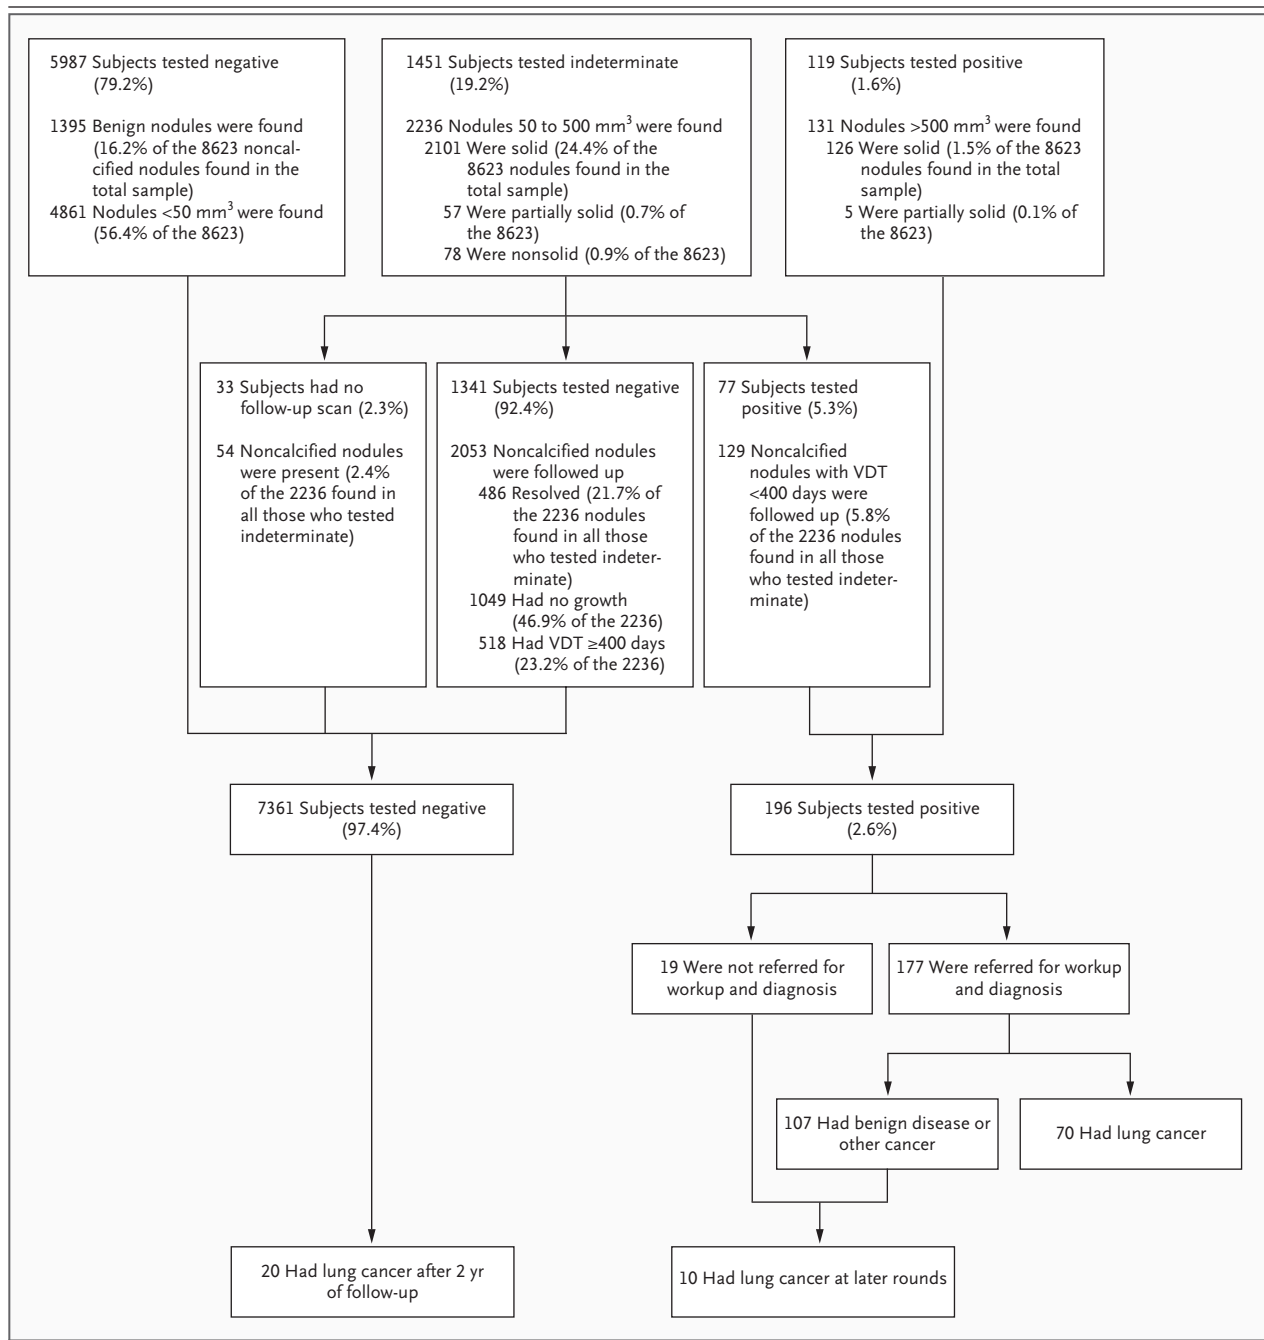 5987 Subjects tested negative
(79.2%)
1395 Benign nodules were found
(16.2% of the 8623 noncal-
cified nodules found in the
total sample)
4861 Nodules <50 mm³ were found
(56.4% of the 8623)
1451 Subjects tested indeterminate
(19.2%)
2236 Nodules 50 to 500 mm³ were found
2101 Were solid (24.4% of the
8623 nodules found in the
total sample)
57 Were partially solid (0.7% of
the 8623)
78 Were nonsolid (0.9% of the 8623)
119 Subjects tested positive
(1.6%)
131 Nodules >500 mm³ were found
126 Were solid (1.5% of the 8623
nodules found in the total
sample)
5 Were partially solid (0.1% of
the 8623)
33 Subjects had no
follow-up scan (2.3%)
54 Noncalcified nodules
were present (2.4%
of the 2236 found in
all those who tested
indeterminate)
1341 Subjects tested negative
(92.4%)
2053 Noncalcified nodules
were followed up
486 Resolved (21.7% of
the 2236 nodules
found in all those
who tested indeter-
minate)
1049 Had no growth
(46.9% of the 2236)
518 Had VDT ≥400 days
(23.2% of the 2236)
77 Subjects tested
positive (5.3%)
129 Noncalcified
nodules with VDT
<400 days were
followed up (5.8%
of the 2236 nodules
found in all those
who tested indeter-
minate)
7361 Subjects tested negative
(97.4%)
196 Subjects tested positive
(2.6%)
19 Were not referred for
workup and diagnosis
177 Were referred for workup
and diagnosis
107 Had benign disease or
other cancer
70 Had lung cancer
20 Had lung cancer after 2 yr
of follow-up
10 Had lung cancer at later rounds